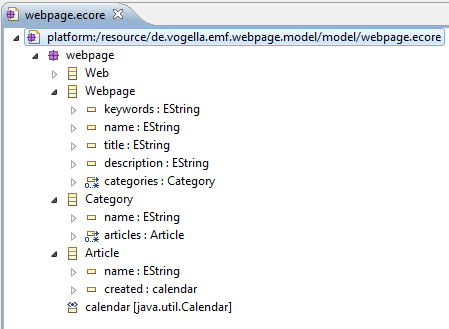 webpage.ecore
platform:/resource/de.vogella.emf.webpage.model/model/webpage.ecore
webpage
Web
Webpage
keywords : EString
name : EString
title : EString
description : EString
0..* categories : Category
Category
name : EString
0..* articles : Article
Article
name : EString
created : calendar
calendar [java.util.Calendar]